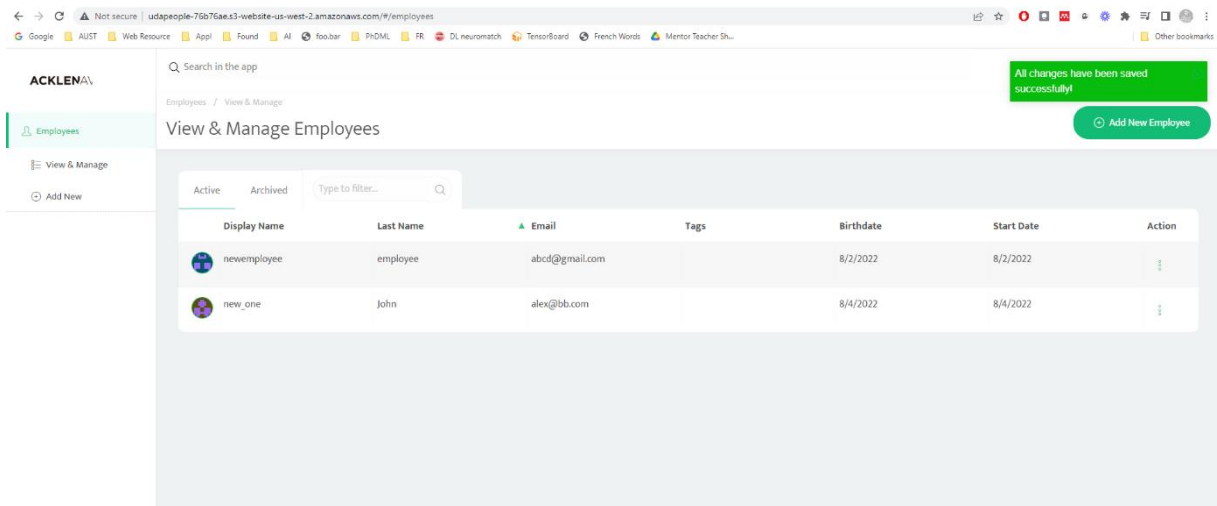 Not secure | udapeople-76b76ae.s3-website-us-west-2.amazonaws.com/#/employees
Google AUST Web Resource Appl Found AI foo.bar PhDML FR DL neuromatch TensorBoard French Words Mentor Teacher Sh... Other bookmarks
ACKLENAV
Search in the app
All changes have been saved
successfully!
Employees / View & Manage
View & Manage Employees
Add New Employee
Employees
View & Manage
Add New
Active Archived Type to filter...
Display Name Last Name Email Tags Birthdate Start Date Action
newemployee employee abcd@gmail.com 8/2/2022 8/2/2022
new_one John alex@bb.com 8/4/2022 8/4/2022